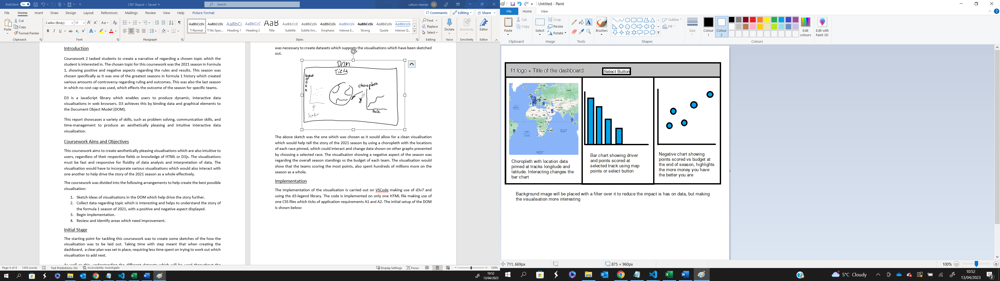 AutoSave On CW1 Report • Saved Search callum stewart CS
File Home Insert Draw Design Layout References Mailings Review View Help Picture Format Comments Editing Share
Paste Cut Copy Format Painter Calibri (Body) 11
AaBbCcDc AaBbCcDc AaBbCc AaBbCcD AaB AaBbCcD AaBbCcDc AaBbCcDc AaBbCcDc AaBbCcDc AaBbCcDc AaBbCcDc
¶ Normal ¶ No Spac... Heading 1 Heading 2 Title Subtitle Subtle Em... Emphasis Intense E... Strong Quote Intense Q...
Find Replace Select Dictate Sensitivity Editor
Clipboard Font Paragraph Styles Editing Voice Sensitivity Editor
Introduction
Coursework 2 tasked students to create a narrative of regarding a chosen topic which the
student is interested in. The chosen topic for this coursework was the 2021 season in Formula
1, showing positive and negative aspects regarding the rules and results. This season was
chosen specifically as it was one of the greatest seasons in formula 1 history which created
various amounts of controversy regarding ruling and outcomes. This was also the last season
in which no cost cap was used, which effects the outcome of the season for specific teams.
D3 is a JavaScript library which enables users to produce dynamic, interactive data
visualisations in web browsers. D3 achieves this by binding data and graphical elements to
the Document Object Model (DOM).
This report showcases a variety of skills, such as problem solving, communication skills, and
time-management to produce an aesthetically pleasing and intuitive interactive data
visualisation.
Coursework Aims and Objectives
This coursework aims to create aesthetically pleasing visualisations which are also intuitive to
users, regardless of their respective fields or knowledge of HTML or D3js. The visualisations
must be fast and responsive for fluidity of data analysis and interpretation of data. The
visualisation would have to incorporate various visualisations which would also interact with
one another to help drive the story of the 2021 season as a whole effectively.
The coursework was divided into the following arrangements to help create the best possible
visualisation:
1. Sketch ideas of visualisations in the DOM which help drive the story further.
2. Collect data regarding topic which is interesting and helps to understand the story of
the formula 1 season of 2021, with a positive and negative aspect displayed.
3. Begin implementation.
4. Review and identify areas which need improvement.
Initial Stage
The starting point for tackling this coursework was to create some sketches of the how the
visualisation was to be laid out. Taking time with step meant that when creating the
dashboard, a clear plan was set in place, requiring less time spent on trying to work out which
visualisation to add next.
As well as this, understanding the different datasets which will be used throughout the
was necessary to create datasets which supports the visualisations which have been sketched
out.
DOM
Title
legend
Choropleth
Scatter
Date
The above sketch was the one which was chosen as it would allow for a clean visualisation
which would help tell the story of the 2021 season by using a choropleth with the locations
of each race pinned, which could interact and change data shown on other graphs presented
by choosing a selected race. The visualisation showing a negative aspect of the season was
regarding the overall season standings vs the budget of each team. The visualisation would
show that the teams scoring the most points, also spent hundreds of millions more on the
season as a whole.
Implementation
The implementation of the visualisation is carried out on VSCode making use of d3v7 and
using the d3-legend library. The code is implemented on only one HTML file making use of
one CSS files which ticks of application requirements A1 and A2. The initial setup of the DOM
is shown below:
Page 4 of 8 1459 words Text Predictions: On Accessibility: Investigate Display Settings Focus 100%
10:52
13/04/2023
Untitled - Paint
File Home View
Paste Cut Copy Select Crop Resize Rotate Brushes Outline Fill Size Colour 1 Colour 2 Edit colours Edit with Paint 3D
Clipboard Image Tools Shapes Colours
f1 logo + Title of the dashboard Select Button
Choropleth with location data
pinned at tracks longitude and
latitude. Interacting changes the
bar chart
Bar chart showing driver
and points scored at
selected track using map
points or select button
Negative chart showing
points scored vs budget at
the end of season, highlights
the more money you have
the better you are
Background image will be placed with a filter over it to reduce the impact is has on data, but making
the visualisation more interesting
711, 669px 875 × 960px 100%
5°C Cloudy
10:52
13/04/2023
2